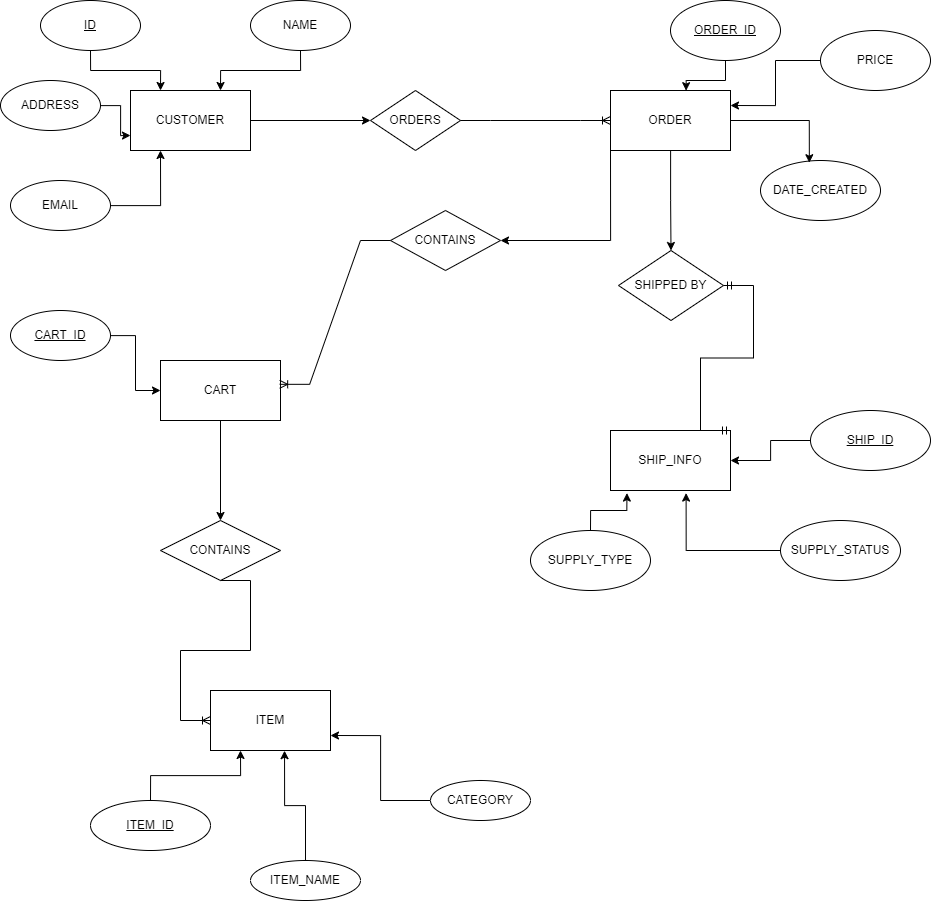 ID
NAME
ORDER_ID
PRICE
ADDRESS
CUSTOMER
ORDERS
ORDER
EMAIL
DATE_CREATED
CONTAINS
SHIPPED BY
CART_ID
CART
SHIP_INFO
SHIP_ID
CONTAINS
SUPPLY_TYPE
SUPPLY_STATUS
ITEM
CATEGORY
ITEM_ID
ITEM_NAME